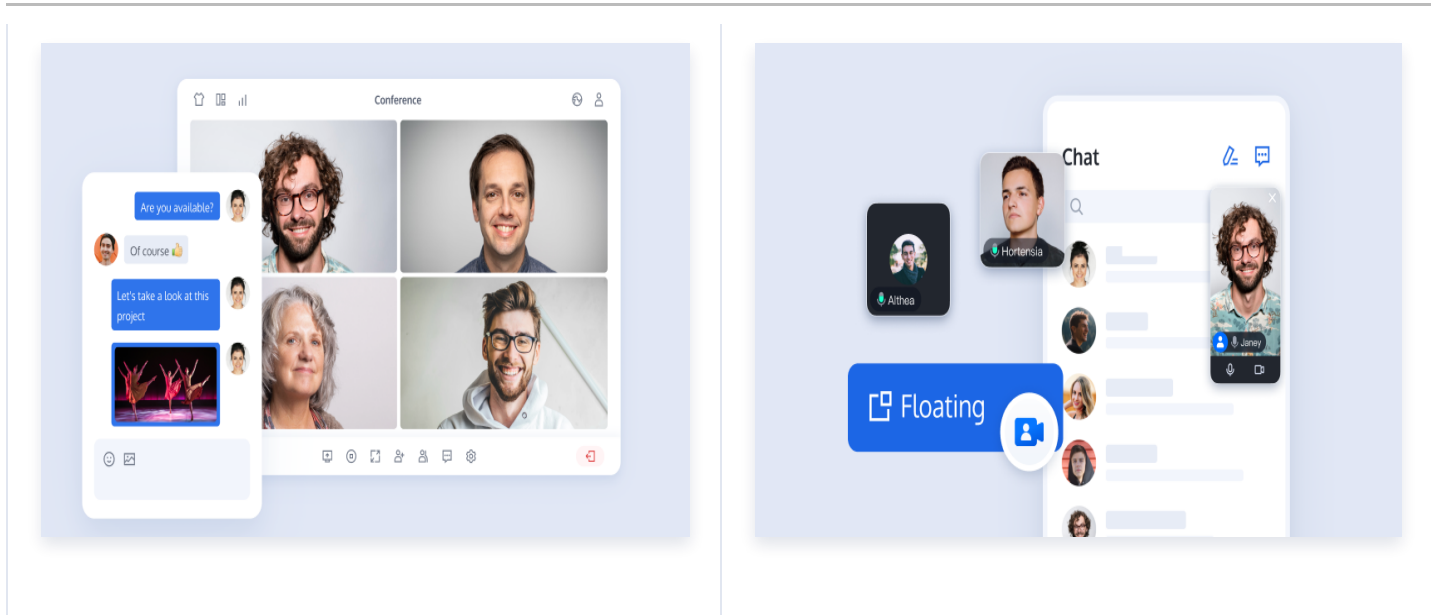 Conference
Are you available?
Of course 👍
Let's take a look at this
project
Chat
Hortensia
Althea
Janey
Floating